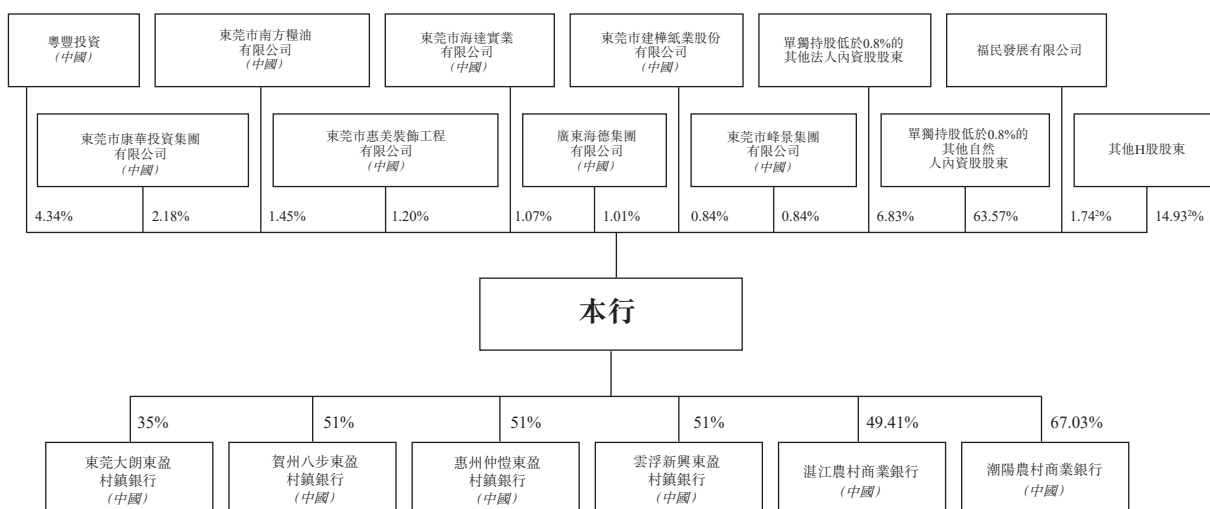 粵豐投資
(中國)
東莞市南方糧油
有限公司
(中國)
東莞市海達實業
有限公司
(中國)
東莞市建樺紙業股份
有限公司
(中國)
單獨持股低於0.8%的
其他法人內資股股東
福民發展有限公司
東莞市康華投資集團
有限公司
(中國)
東莞市惠美裝飾工程
有限公司
(中國)
廣東海德集團
有限公司
(中國)
東莞市峰景集團
有限公司
(中國)
單獨持股低於0.8%的
其他自然
人內資股股東
其他H股股東
4.34%
2.18%
1.45%
1.20%
1.07%
1.01%
0.84%
0.84%
6.83%
63.57%
1.74²%
14.93²%
本行
35%
51%
51%
51%
49.41%
67.03%
東莞大朗東盈
村鎮銀行
(中國)
賀州八步東盈
村鎮銀行
(中國)
惠州仲愷東盈
村鎮銀行
(中國)
雲浮新興東盈
村鎮銀行
(中國)
湛江農村商業銀行
(中國)
潮陽農村商業銀行
(中國)